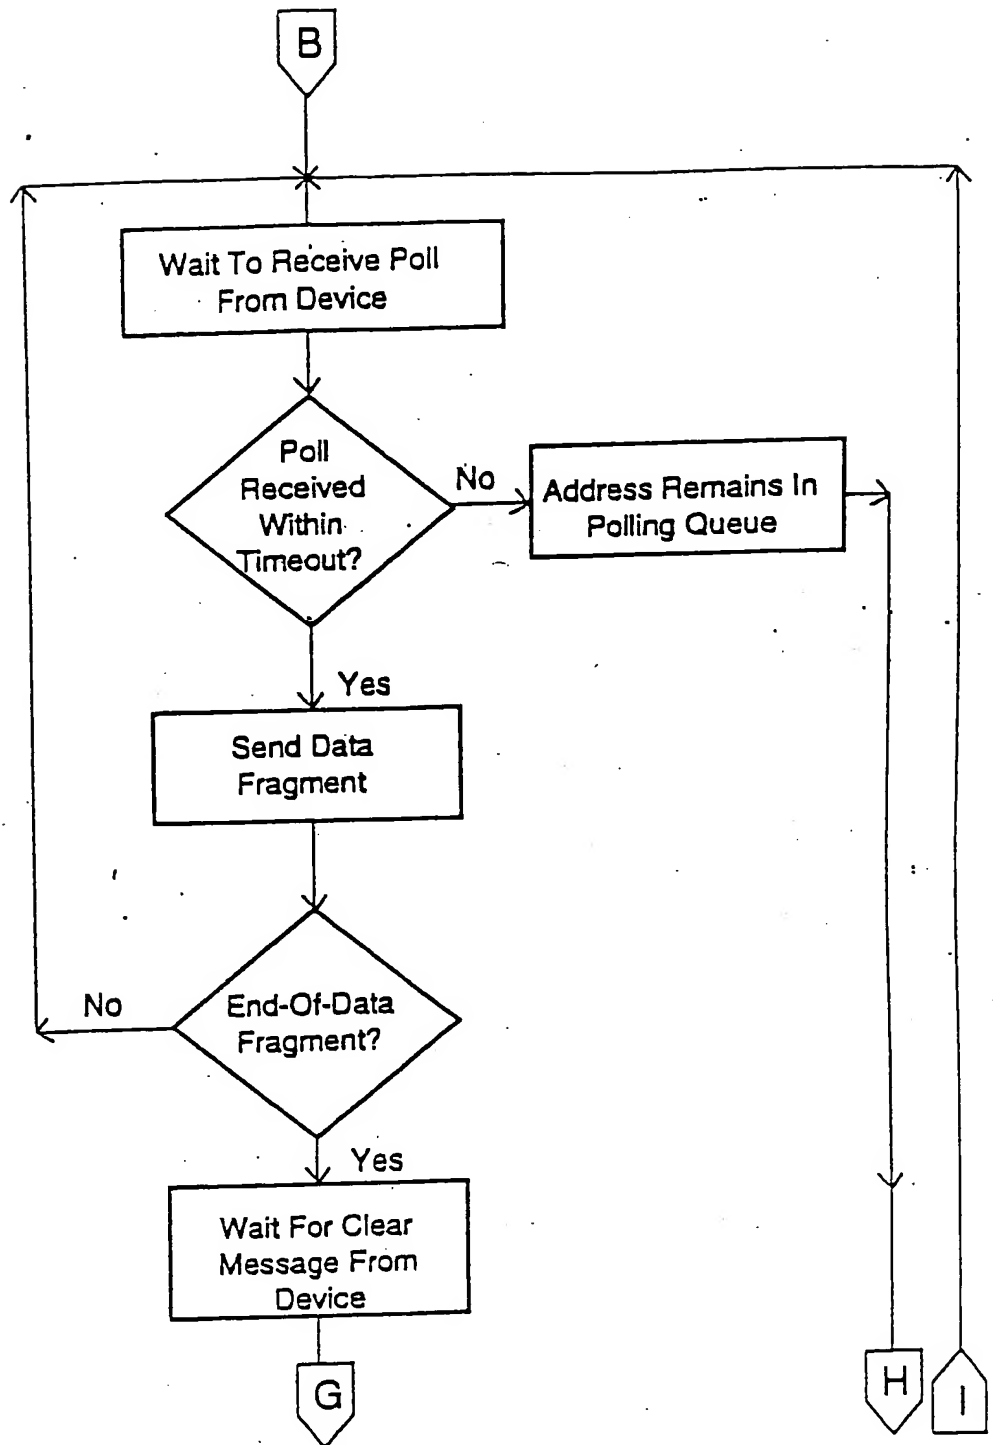 B
Wait To Receive Poll
From Device
Poll
Received
Within
Timeout?
No
Address Remains In
Polling Queue
Yes
Send Data
Fragment
No
End-Of-Data
Fragment?
Yes
Wait For Clear
Message From
Device
G
H
I